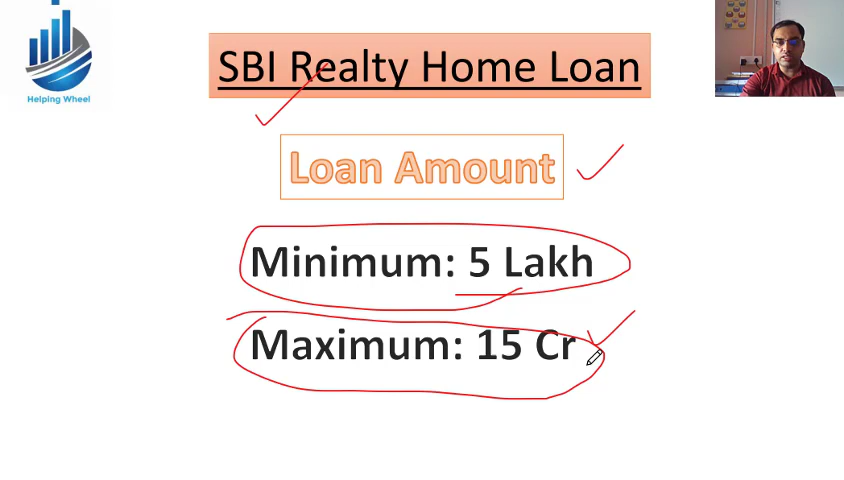 SBI Realty Home Loan
Helping Wheel
Loan Amount
Minimum: 5 Lakh
Maximum: 15 Cr